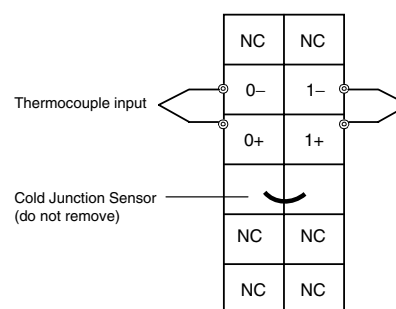 NC NC
0– 1–
Thermocouple input
0+ 1+
Cold Junction Sensor
(do not remove)
NC NC
NC NC